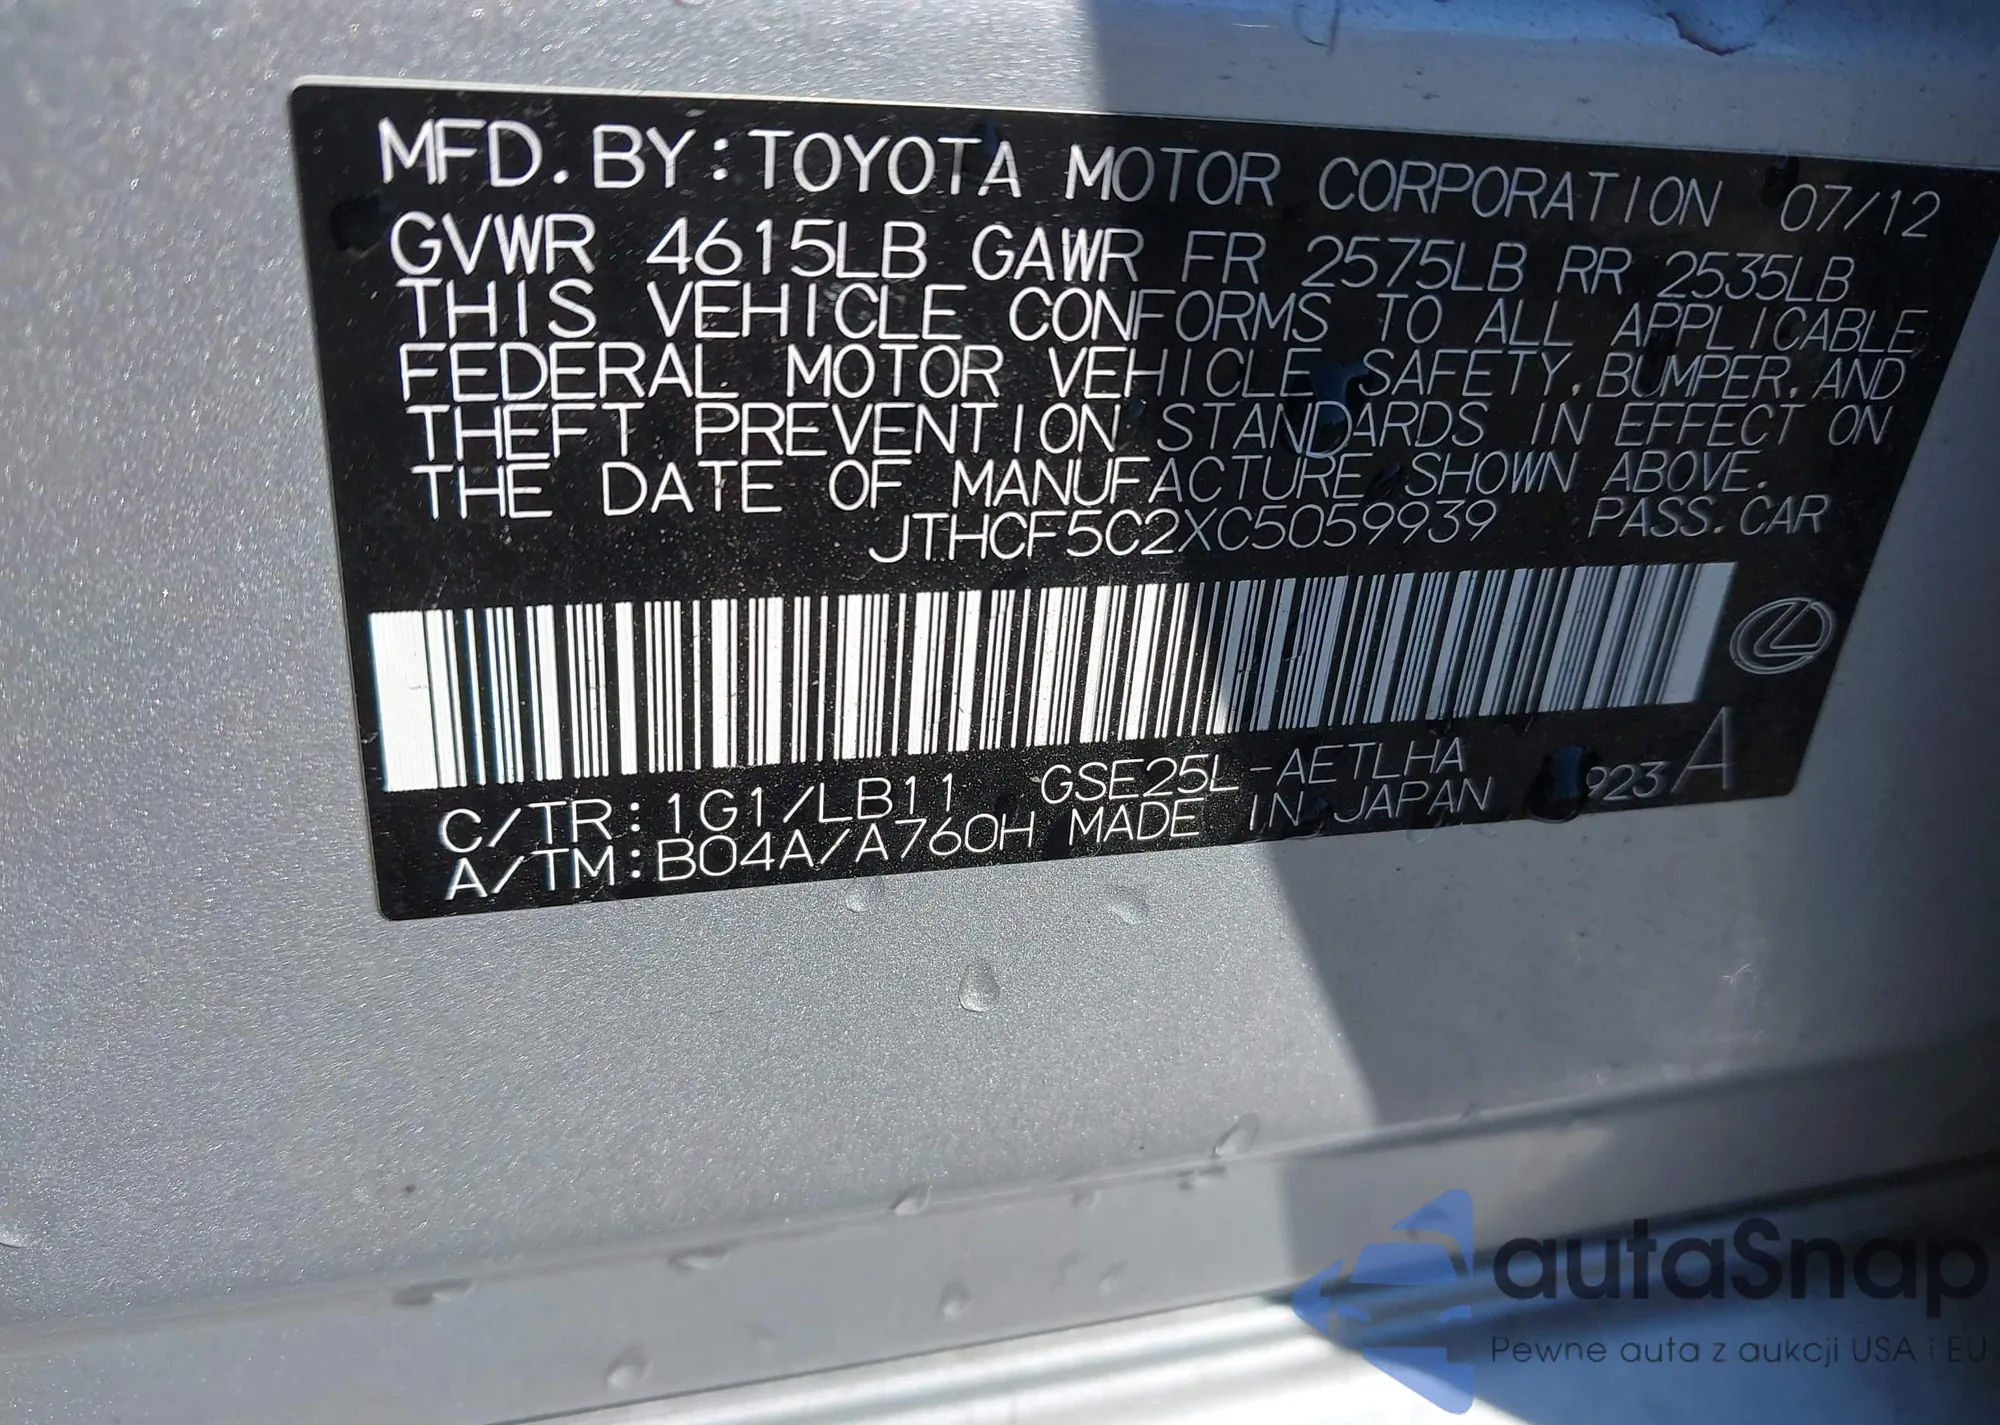 MFD. BY: TOYOTA MOTOR CORPORATION 07/12
GVWR 4615LB GAWR FR 2575LB RR 2535LB
THIS VEHICLE CONFORMS TO ALL APPLICABLE
FEDERAL MOTOR VEHICLE SAFETY, BUMPER, AND
THEFT PREVENTION STANDARDS IN EFFECT ON
THE DATE OF MANUFACTURE SHOWN ABOVE.
JTHCF5C2XC5059939 PASS. CAR
C/TR: 1G1/LB11 GSE25L-AETLHA
A/TM: B04A/A760H MADE IN JAPAN 923 A
autaSnap
Pewne auta z aukcji USA i EU